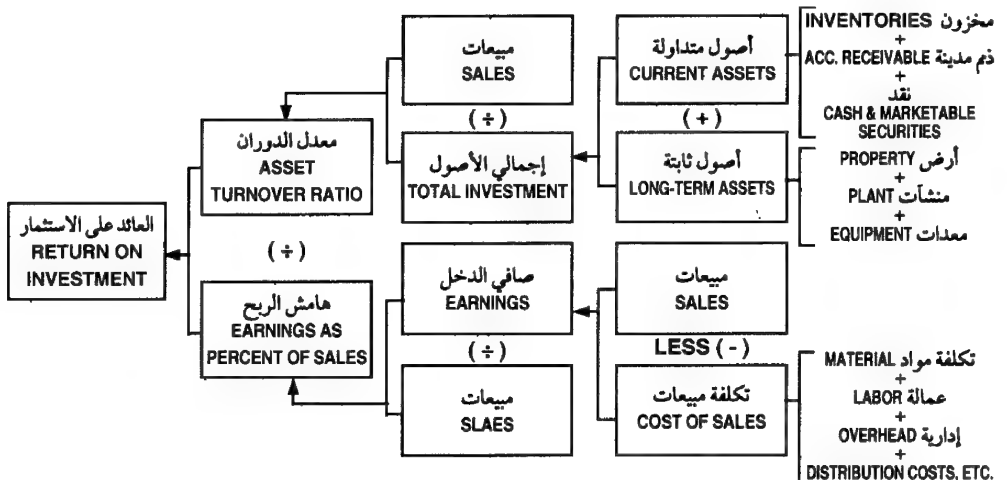 مبيعات
SALES
(÷)
إجمالي الأصول
TOTAL INVESTMENT
أصول متداولة
CURRENT ASSETS
(+)
أصول ثابتة
LONG-TERM ASSETS
INVENTORIES مخزون
+
ACC. RECEIVABLE ذمم مدينة
+
نقد
CASH & MARKETABLE
SECURITIES
PROPERTY أرض
+
PLANT منشآت
+
EQUIPMENT معدات
معدل الدوران
ASSET
TURNOVER RATIO
العائد على الاستثمار
RETURN ON
INVESTMENT
(÷)
هامش الربح
EARNINGS AS
PERCENT OF SALES
صافي الدخل
EARNINGS
(÷)
مبيعات
SLAES
مبيعات
SALES
LESS (-)
تكلفة مبيعات
COST OF SALES
MATERIAL تكلفة مواد
+
LABOR عمالة
+
OVERHEAD إدارية
+
DISTRIBUTION COSTS, ETC.